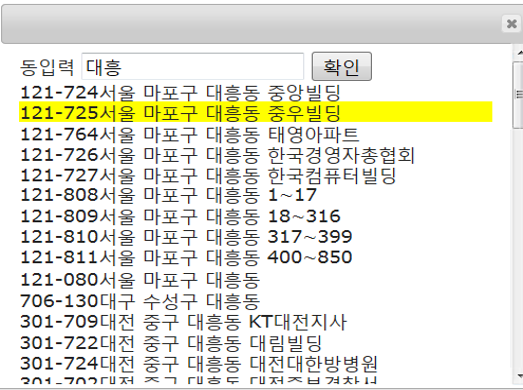 동입력 대흥 확인
121-724서울 마포구 대흥동 중앙빌딩
121-725서울 마포구 대흥동 중우빌딩
121-764서울 마포구 대흥동 태영아파트
121-726서울 마포구 대흥동 한국경영자총협회
121-727서울 마포구 대흥동 한국컴퓨터빌딩
121-808서울 마포구 대흥동 1~17
121-809서울 마포구 대흥동 18~316
121-810서울 마포구 대흥동 317~399
121-811서울 마포구 대흥동 400~850
121-080서울 마포구 대흥동
706-130대구 수성구 대흥동
301-709대전 중구 대흥동 KT대전지사
301-722대전 중구 대흥동 대림빌딩
301-724대전 중구 대흥동 대전대한방병원
301-702대전 중구 대흥동 대전중부경찰서